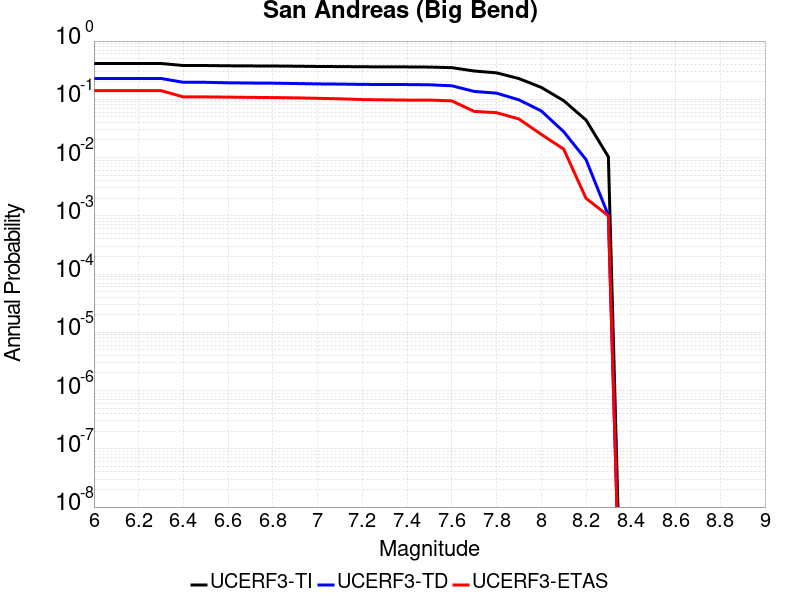 San Andreas (Big Bend)
10^0
10^-1
10^-2
10^-3
10^-4
10^-5
10^-6
10^-7
10^-8
Annual Probability
6 6.2 6.4 6.6 6.8 7 7.2 7.4 7.6 7.8 8 8.2 8.4 8.6 8.8 9
Magnitude
UCERF3-TI UCERF3-TD UCERF3-ETAS